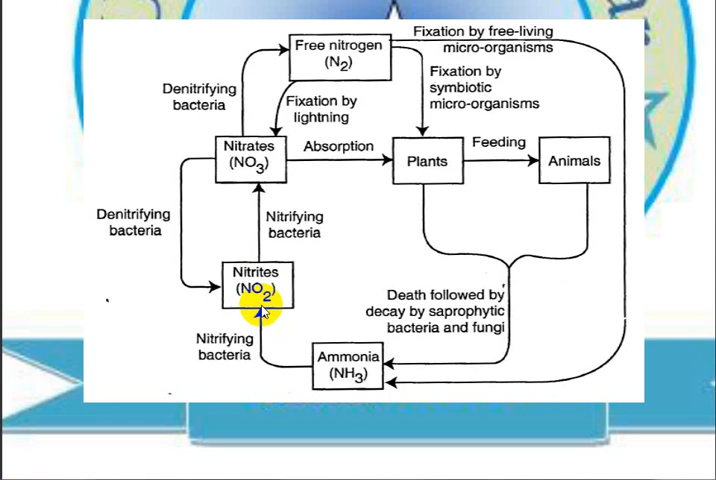 Fixation by free-living
micro-organisms
Free nitrogen
(N2)
Fixation by
symbiotic
micro-organisms
Denitrifying
bacteria
Fixation by
lightning
Nitrates
(NO3)
Absorption
Plants
Feeding
Animals
Denitrifying
bacteria
Nitrifying
bacteria
Nitrites
(NO2)
Death followed by
decay by saprophytic
bacteria and fungi
Nitrifying
bacteria
Ammonia
(NH3)